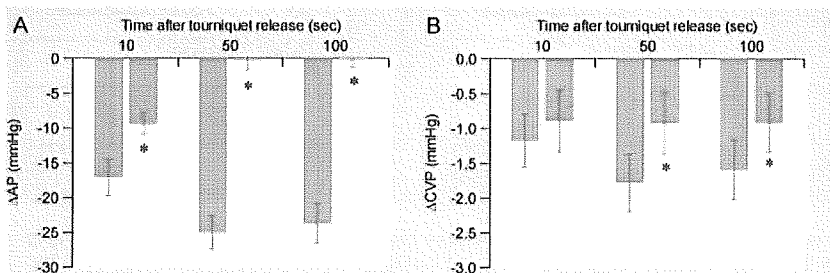 A
Time after tourniquet release (sec)
10 50 100
0
-5
-10
-15
-20
-25
-30
ΔAP (mmHg)
*
*
*
B
Time after tourniquet release (sec)
10 50 100
0
-0.5
-1.0
-1.5
-2.0
-2.5
-3.0
ΔCVP (mmHg)
*
*